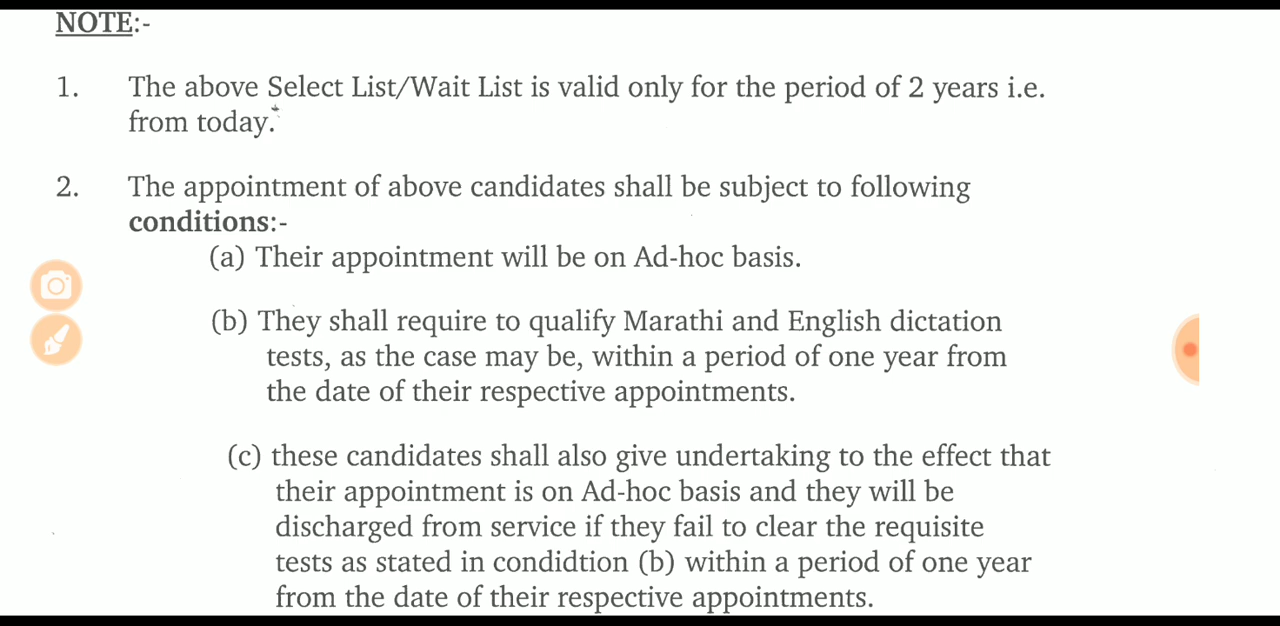 NOTE:-
1. The above Select List/Wait List is valid only for the period of 2 years i.e.
from today.
2. The appointment of above candidates shall be subject to following
conditions:-
(a) Their appointment will be on Ad-hoc basis.
(b) They shall require to qualify Marathi and English dictation
tests, as the case may be, within a period of one year from
the date of their respective appointments.
(c) these candidates shall also give undertaking to the effect that
their appointment is on Ad-hoc basis and they will be
discharged from service if they fail to clear the requisite
tests as stated in condidtion (b) within a period of one year
from the date of their respective appointments.